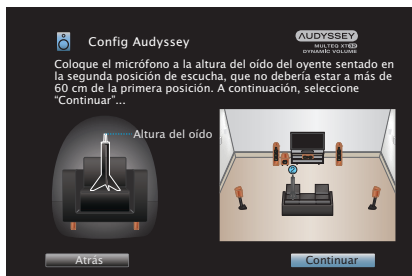 Config Audyssey
AUDYSSEY
MULTEQ XT32
DYNAMIC VOLUME
Coloque el micrófono a la altura del oído del oyente sentado en
la segunda posición de escucha, que no debería estar a más de
60 cm de la primera posición. A continuación, seleccione
“Continuar”...
Altura del oído
2
Atrás
Continuar